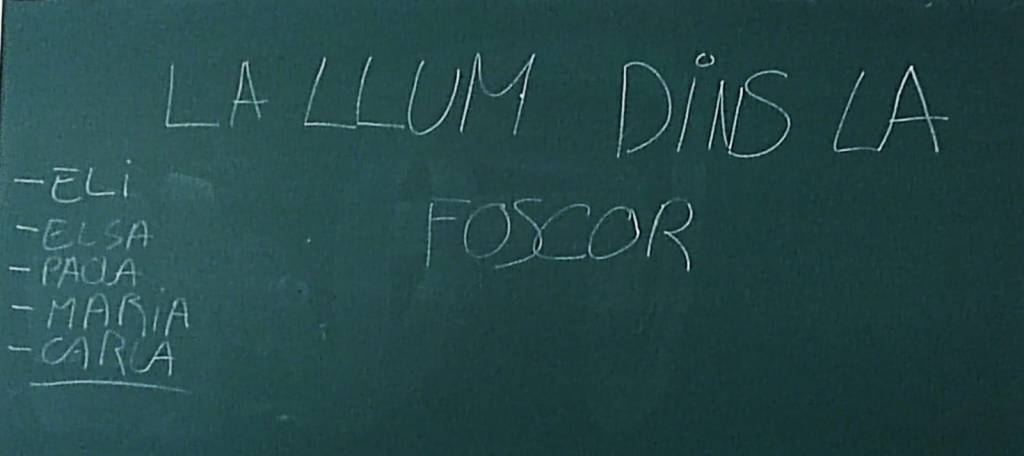 LA LLUM DiNS LA
FOSCOR
- ELi
- ELSA
- PAOLA
- MARiA
- CARLA